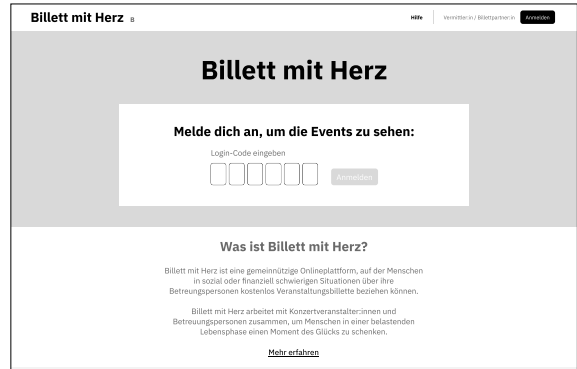 Billett mit Herz B
Hilfe
Vermittler:in / Billettpartner:in
Anmelden
Billett mit Herz
Melde dich an, um die Events zu sehen:
Login-Code eingeben
Anmelden
Was ist Billett mit Herz?
Billett mit Herz ist eine gemeinnützige Onlineplattform, auf der Menschen
in sozial oder finanziell schwierigen Situationen über ihre
Betreungspersonen kostenlos Veranstaltungsbillette beziehen können.
Billett mit Herz arbeitet mit Konzertveranstalter:innen und
Betreuungspersonen zusammen, um Menschen in einer belastenden
Lebensphase einen Moment des Glücks zu schenken.
Mehr erfahren